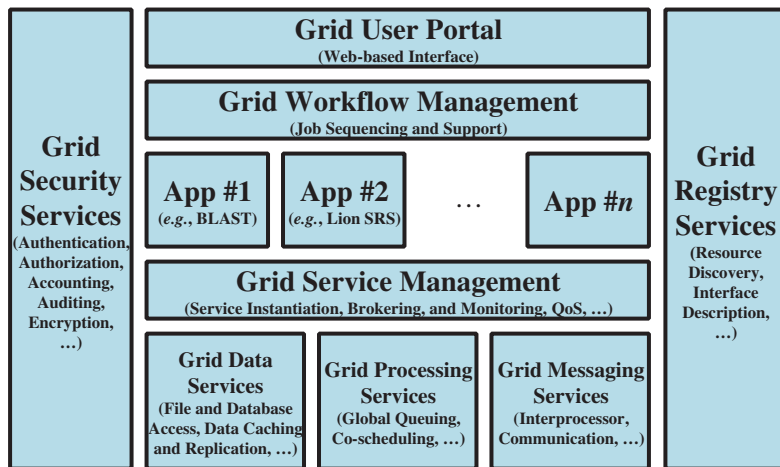 Grid User Portal
(Web-based Interface)
Grid Workflow Management
(Job Sequencing and Support)
Grid
Security
Services
(Authentication,
Authorization,
Accounting,
Auditing,
Encryption,
…)
App #1
(e.g., BLAST)
App #2
(e.g., Lion SRS)
…
App #n
Grid
Registry
Services
(Resource
Discovery,
Interface
Description,
…)
Grid Service Management
(Service Instantiation, Brokering, and Monitoring, QoS, …)
Grid Data
Services
(File and Database
Access, Data Caching
and Replication, …)
Grid Processing
Services
(Global Queuing,
Co-scheduling, …)
Grid Messaging
Services
(Interprocessor,
Communication, …)